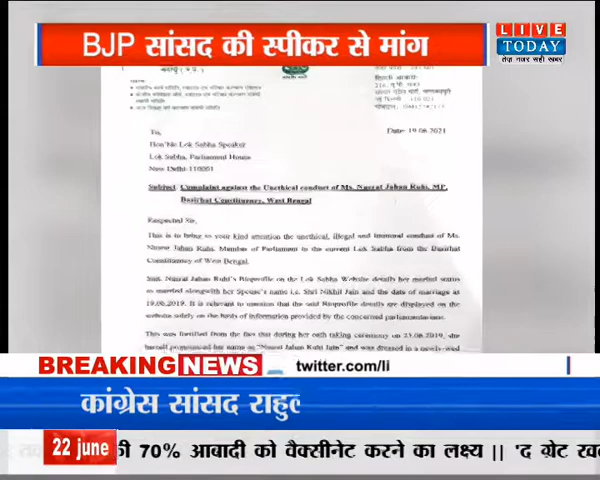 BJP सांसद की स्पीकर से मांग
LIVE
TODAY
तेज़ नजर सही खबर
नई दिल्ली 110 001
To,
Date: 19.06.2021
Hon'ble Lok Sabha Speaker
Lok Sabha, Parliament House
New Delhi-110001
Subject: Complaint against the Unethical conduct of Ms. Nusrat Jahan Ruhi, MP,
Basirhat Constituency, West Bengal
Respected Sir,
This is to bring to your kind attention the unethical, illegal and immoral conduct of Ms.
Nusrat Jahan Ruhi, Member of Parliament in the current Lok Sabha from the Basirhat
Constituency of West Bengal.
Smt. Nusrat Jahan Ruhi's Bioprofile on the Lok Sabha Website details her marital status
as married alongwith her Spouse's name i.e. Shri Nikhil Jain and the date of marriage as
19.06.2019. It is relevant to mention that the said Bioprofile details are displayed on the
website solely on the basis of information provided by the concerned parliamentarians.
This was fortified from the fact that during her oath taking ceremony on 25.06.2019, she
herself pronounced her name as "Nusrat Jahan Ruhi Jain" and was dressed in a newly-wed
BREAKING NEWS
twitter.com/li
कांग्रेस सांसद राहुल
22 june
की 70% आबादी को वैक्सीनेट करने का लक्ष्य || 'द ग्रेट खल